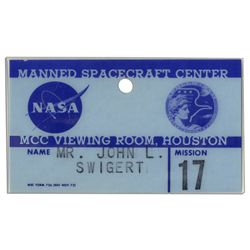 MANNED SPACECRAFT CENTER
NASA
MCC VIEWING ROOM, HOUSTON
NAME MR. JOHN L. SWIGERT
MISSION 17